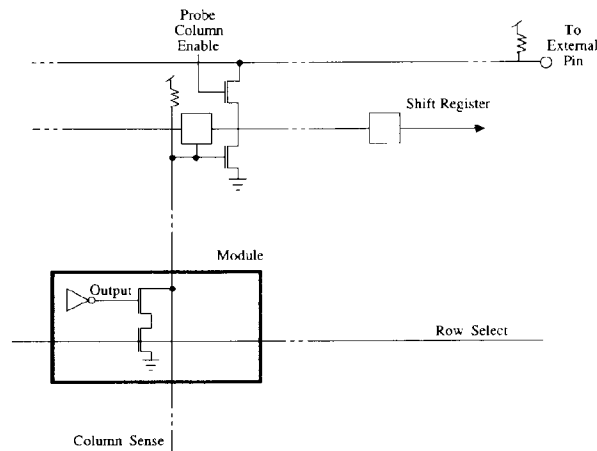 Probe
Column
Enable
To
External
Pin
Shift Register
Module
Output
Row Select
Column Sense